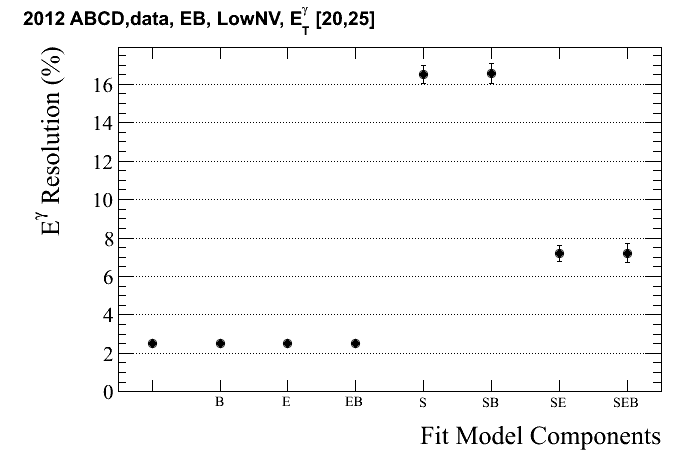 2012 ABCD,data, EB, LowNV, E_T^γ [20,25]
E^γ Resolution (%)
16
14
12
10
8
6
4
2
0
B E EB S SB SE SEB
Fit Model Components